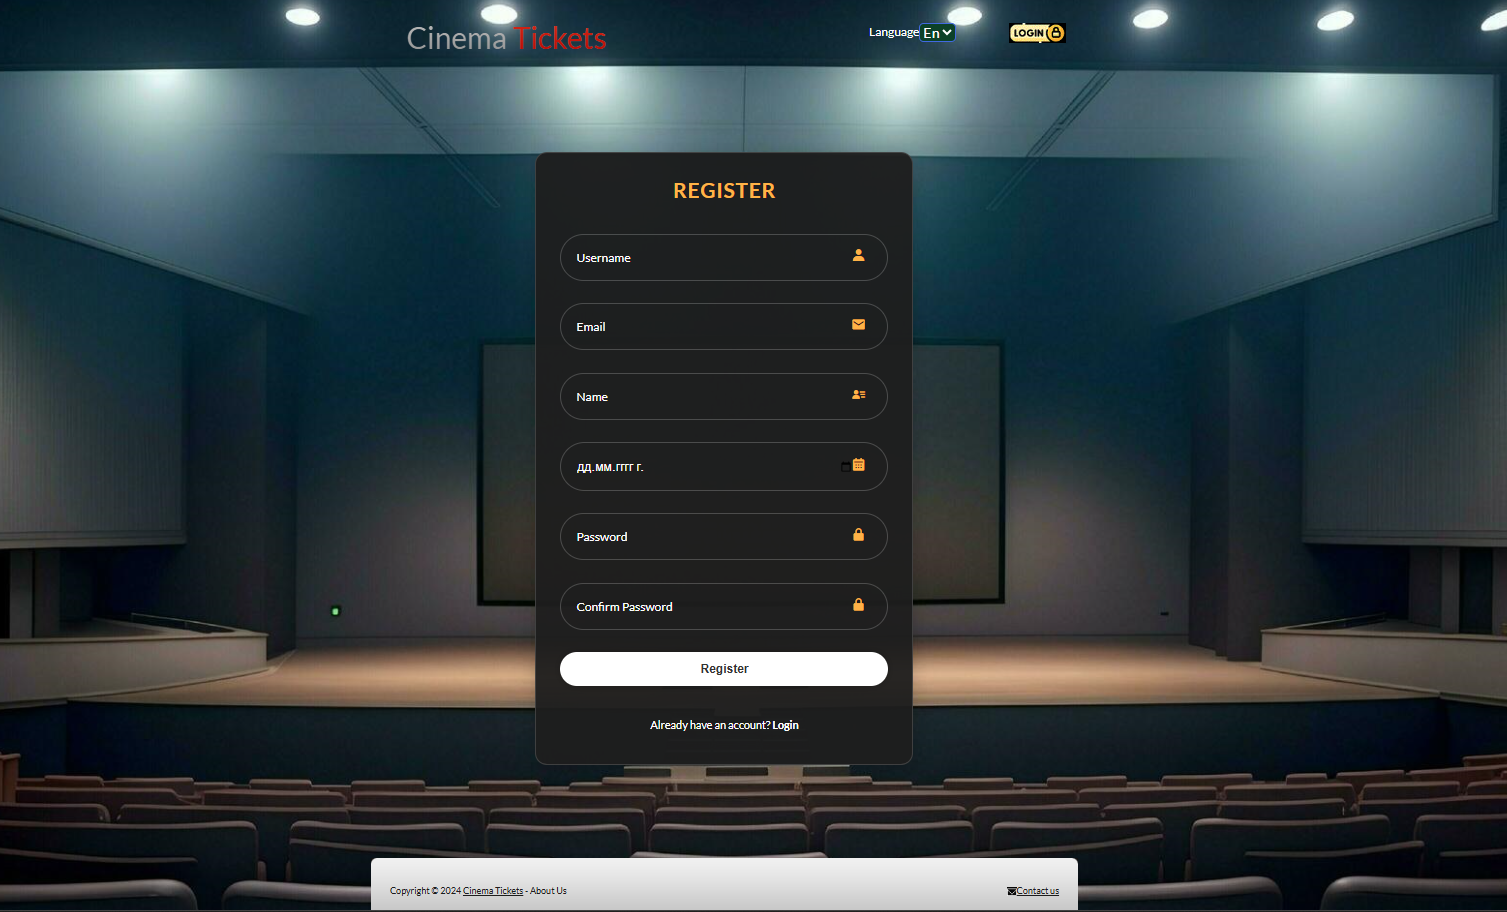 Cinema Tickets
Language En
LOGIN
REGISTER
Username
Email
Name
дд.мм.гггг г.
Password
Confirm Password
Register
Already have an account? Login
Copyright © 2024 Cinema Tickets - About Us
Contact us